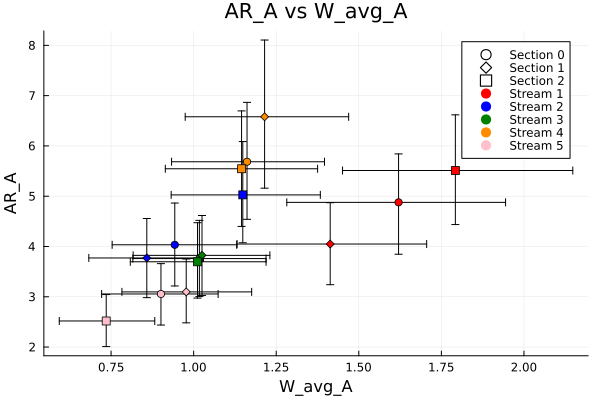 AR_A vs W_avg_A
8
7
6
5
4
3
2
AR_A
0.75 1.00 1.25 1.50 1.75 2.00
W_avg_A
Section 0
Section 1
Section 2
Stream 1
Stream 2
Stream 3
Stream 4
Stream 5